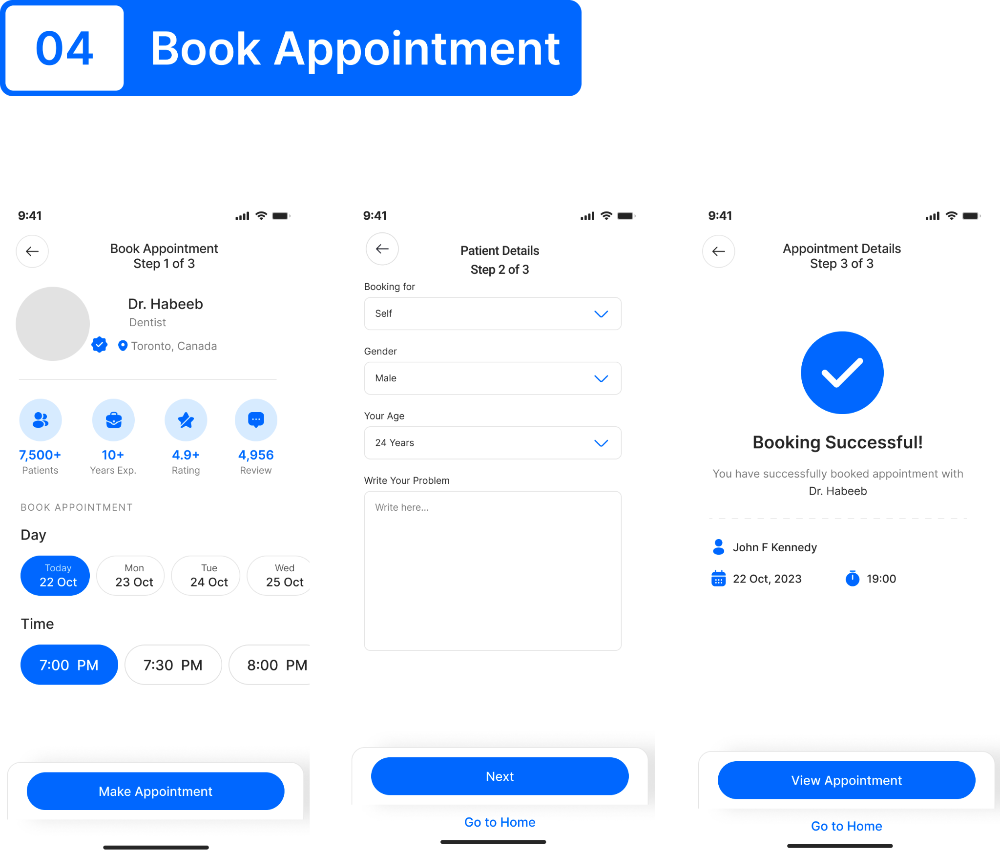 04 Book Appointment
9:41
Book Appointment
Step 1 of 3
Dr. Habeeb
Dentist
Toronto, Canada
7,500+ 10+ 4.9+ 4,956
Patients Years Exp. Rating Review
BOOK APPOINTMENT
Day
Today Mon Tue Wed
22 Oct 23 Oct 24 Oct 25 Oct
Time
7:00 PM 7:30 PM 8:00 PM
Make Appointment
9:41
Patient Details
Step 2 of 3
Booking for
Self
Gender
Male
Your Age
24 Years
Write Your Problem
Write here...
Next
Go to Home
9:41
Appointment Details
Step 3 of 3
Booking Successful!
You have successfully booked appointment with
Dr. Habeeb
John F Kennedy
22 Oct, 2023 19:00
View Appointment
Go to Home